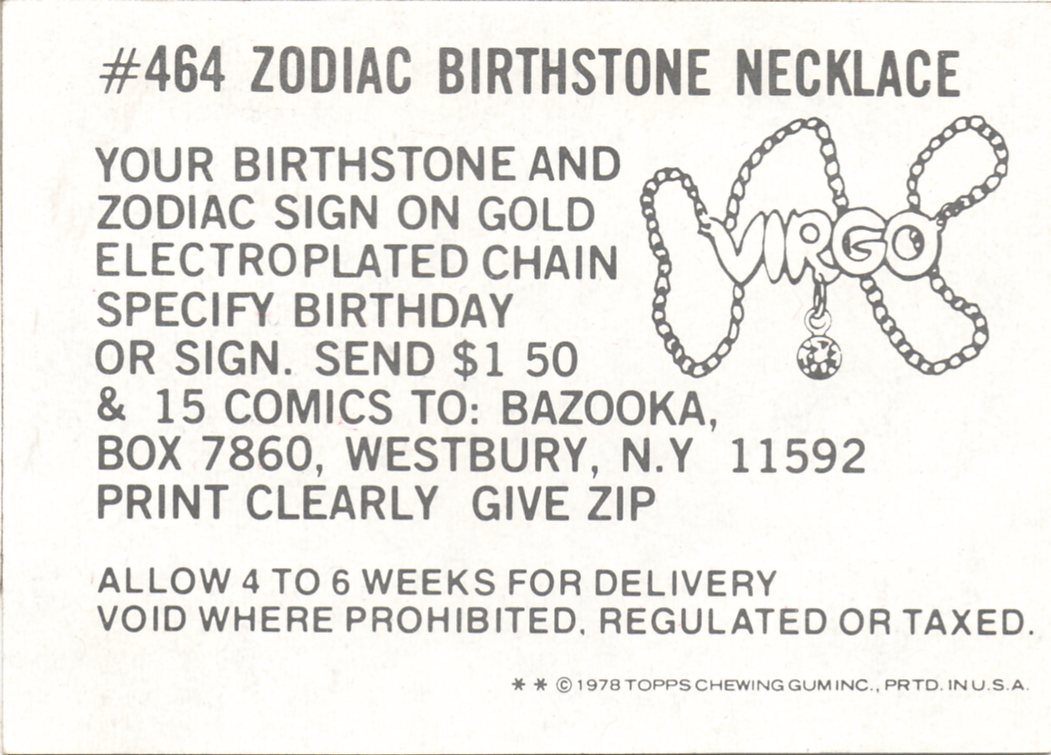 #464 ZODIAC BIRTHSTONE NECKLACE
YOUR BIRTHSTONE AND
ZODIAC SIGN ON GOLD
ELECTROPLATED CHAIN
SPECIFY BIRTHDAY
OR SIGN. SEND $1 50
& 15 COMICS TO: BAZOOKA,
BOX 7860, WESTBURY, N.Y 11592
PRINT CLEARLY GIVE ZIP
VIRGO
ALLOW 4 TO 6 WEEKS FOR DELIVERY
VOID WHERE PROHIBITED, REGULATED OR TAXED.
* * © 1978 TOPPS CHEWING GUM INC., PRTD. IN U.S.A.